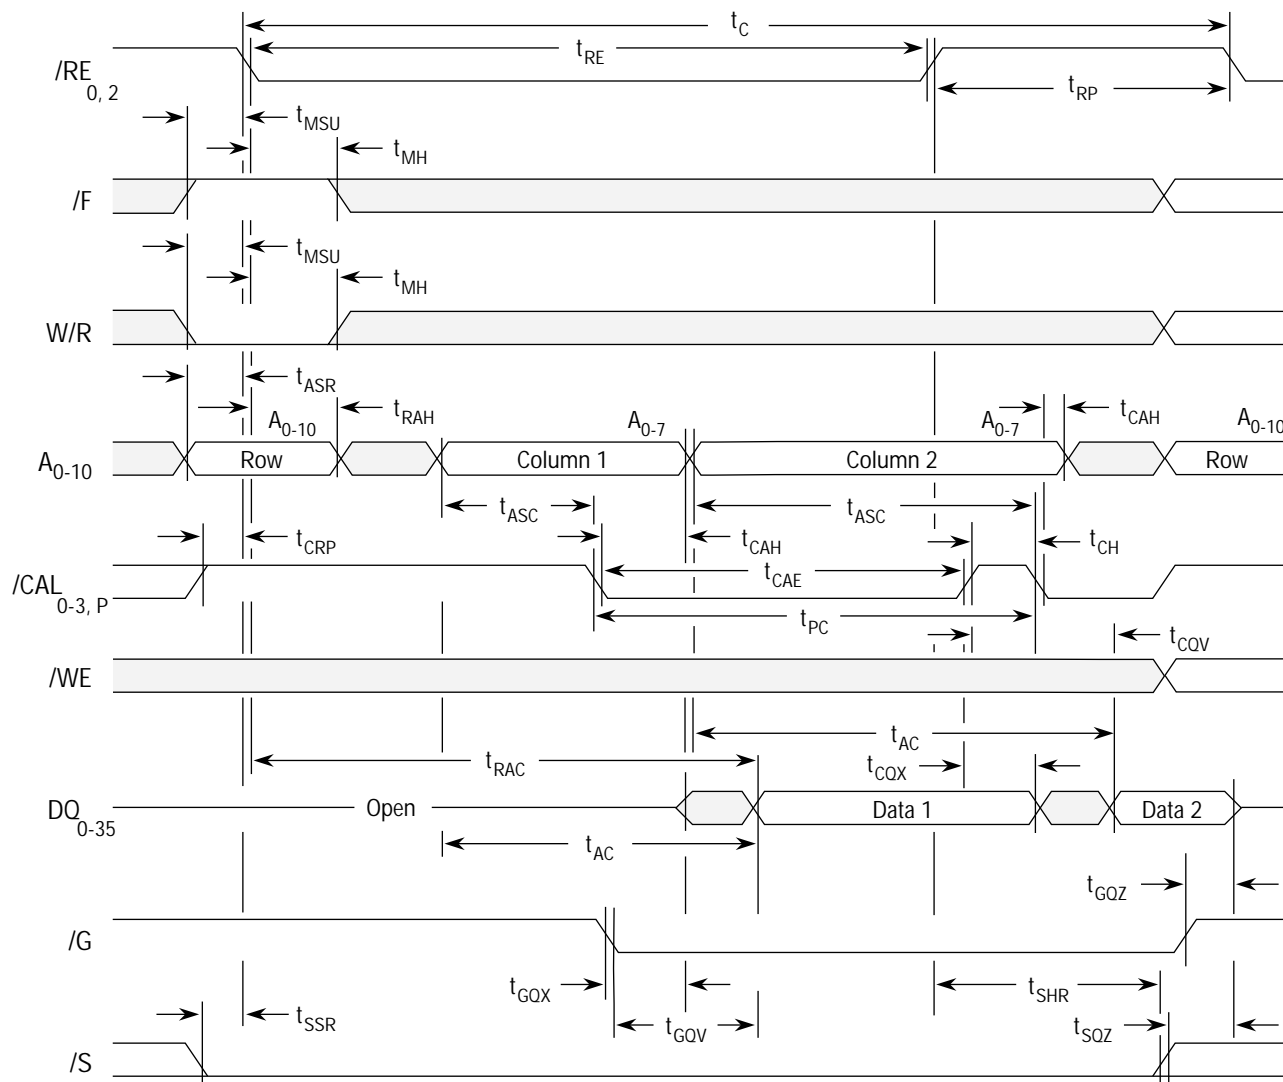 tC
tRE
/RE0, 2
tRP
tMSU
tMH
/F
tMSU
tMH
W/R
tASR
tRAH
tCAH
A0-10
A0-7
A0-7
A0-10
A0-10
Row
Column 1
Column 2
Row
tASC
tASC
tCRP
tCAH
tCH
tCAE
/CAL0-3, P
tPC
tCQV
/WE
tAC
tRAC
tCQX
DQ0-35
Open
Data 1
Data 2
tAC
tGQZ
/G
tGQX
tSHR
tSSR
tGQV
tSQZ
/S